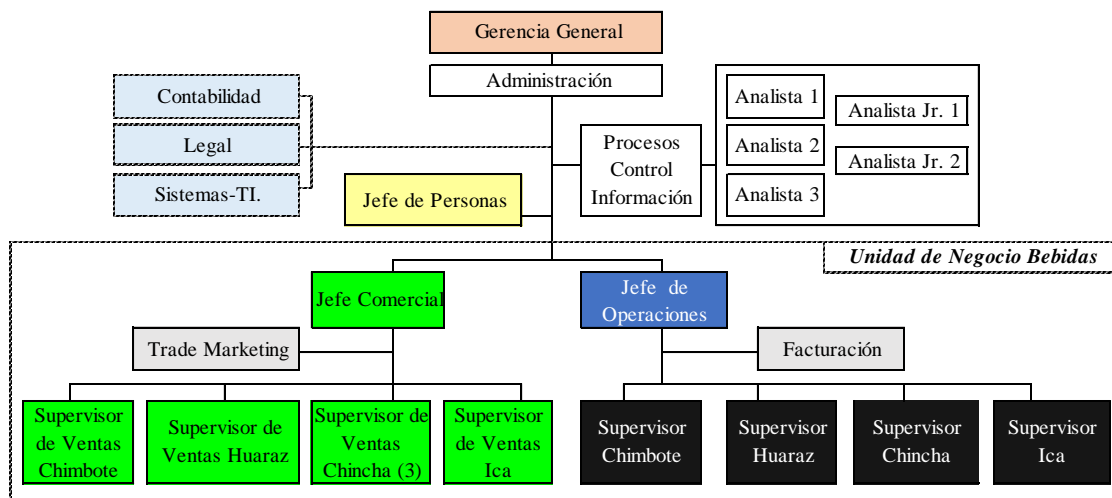 Gerencia General
Administración
Contabilidad
Legal
Sistemas-TI.
Procesos
Control
Información
Analista 1
Analista 2
Analista 3
Analista Jr. 1
Analista Jr. 2
Jefe de Personas
Unidad de Negocio Bebidas
Jefe Comercial
Jefe de
Operaciones
Trade Marketing
Facturación
Supervisor
de Ventas
Chimbote
Supervisor de
Ventas Huaraz
Supervisor de
Ventas
Chincha (3)
Supervisor
de Ventas
Ica
Supervisor
Chimbote
Supervisor
Huaraz
Supervisor
Chincha
Supervisor
Ica